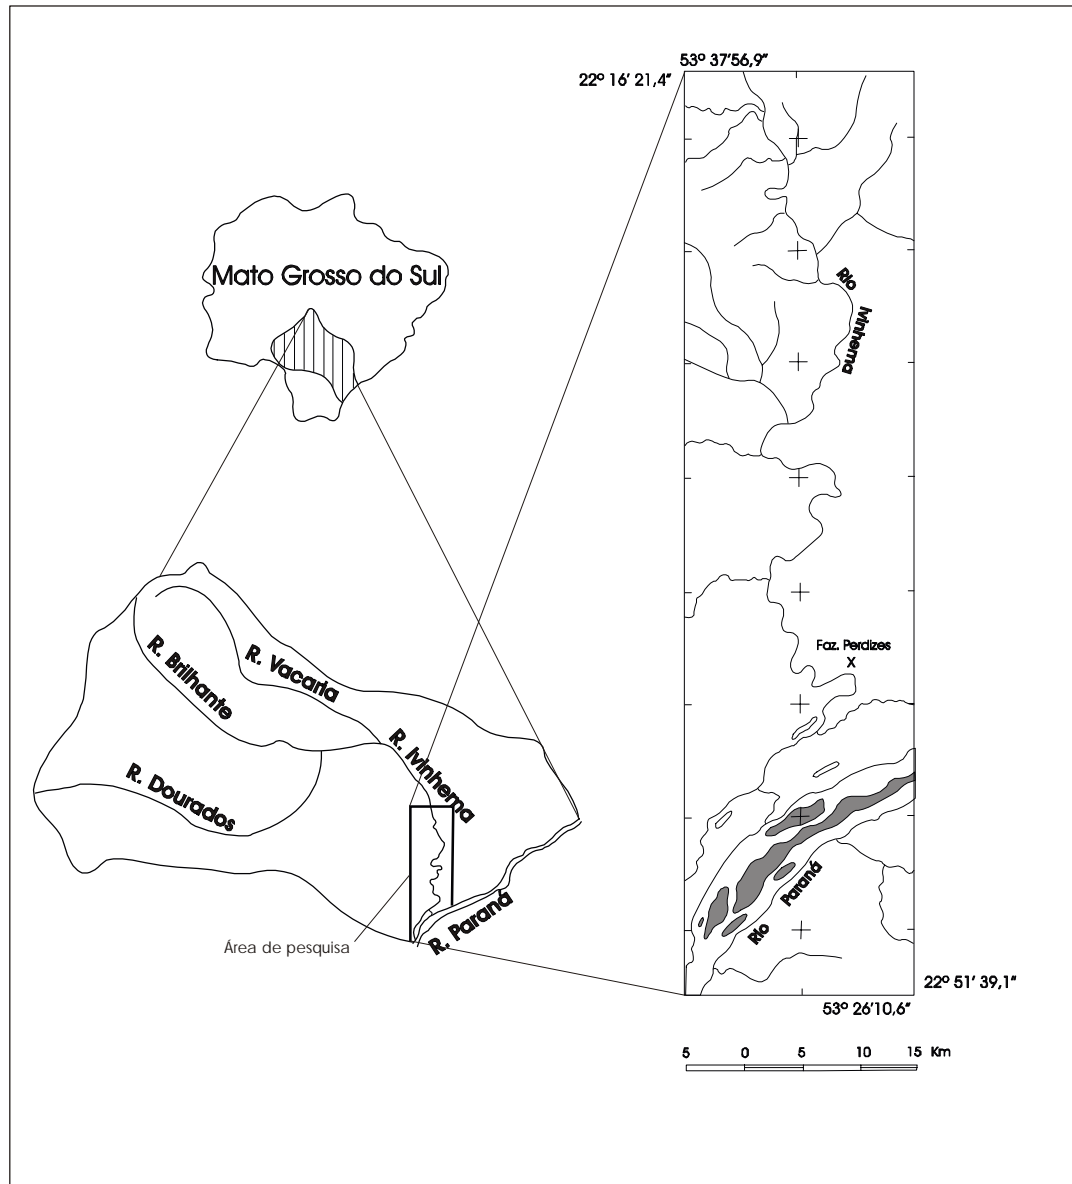 53º 37'56,9"
22º 16' 21,4"
Mato Grosso do Sul
Rio
Ivinhema
R. Brilhante
R. Vacaria
R. Ivinhema
R. Dourados
Faz. Perdizes
X
Área de pesquisa
R. Paraná
Rio Paraná
22º 51' 39,1"
53º 26'10,6"
5 0 5 10 15 Km